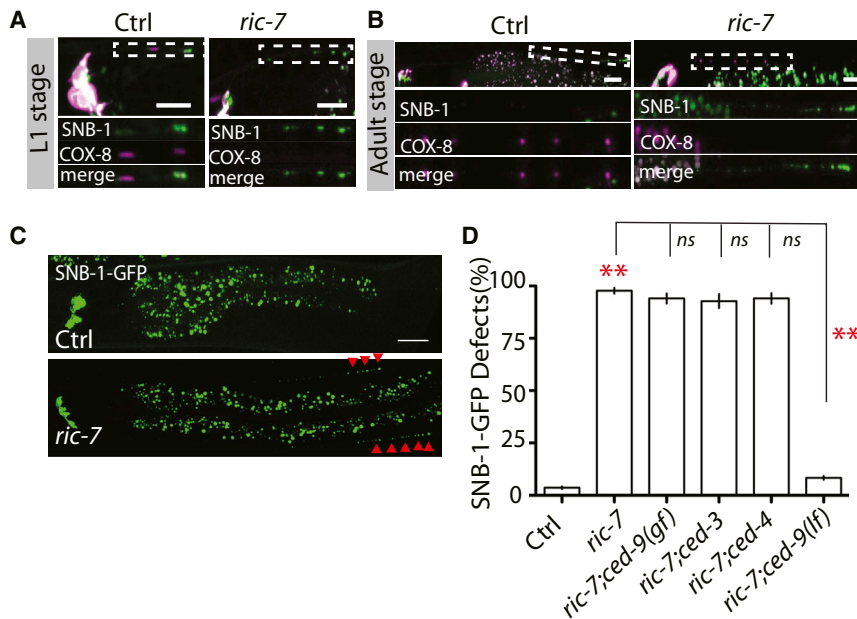 A
Ctrl
ric-7
L1 stage
SNB-1
SNB-1
COX-8
COX-8
merge
merge
B
Ctrl
ric-7
Adult stage
SNB-1
SNB-1
COX-8
COX-8
merge
merge
C
SNB-1-GFP
Ctrl
ric-7
D
ns
ns
ns
**
**
SNB-1-GFP Defects(%)
100
75
50
25
0
Ctrl
ric-7
ric-7;ced-9(gf)
ric-7;ced-3
ric-7;ced-4
ric-7;ced-9(lf)